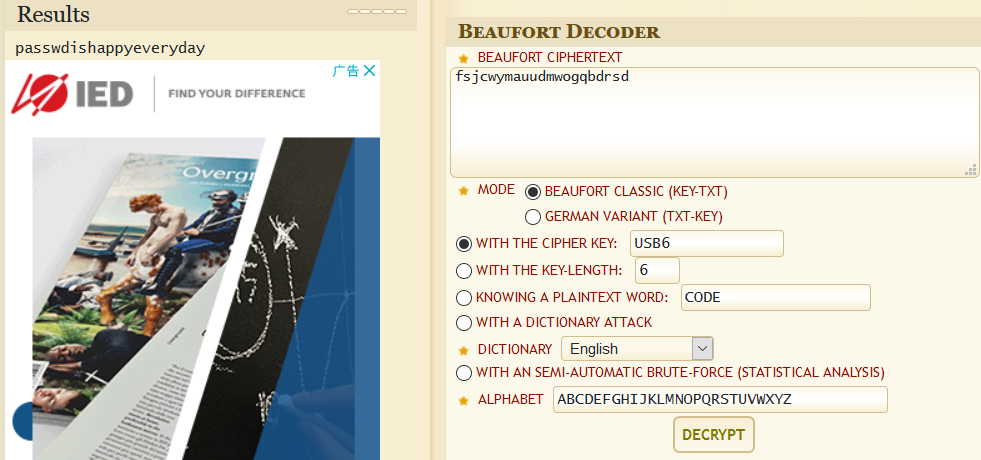 Results
passwdishappyeveryday
广告
IED
FIND YOUR DIFFERENCE
Overgr
BEAUFORT DECODER
BEAUFORT CIPHERTEXT
fsjcwymauudmwogqbdrsd
MODE
BEAUFORT CLASSIC (KEY-TXT)
GERMAN VARIANT (TXT-KEY)
WITH THE CIPHER KEY: USB6
WITH THE KEY-LENGTH: 6
KNOWING A PLAINTEXT WORD: CODE
WITH A DICTIONARY ATTACK
DICTIONARY English
WITH AN SEMI-AUTOMATIC BRUTE-FORCE (STATISTICAL ANALYSIS)
ALPHABET ABCDEFGHIJKLMNOPQRSTUVWXYZ
DECRYPT